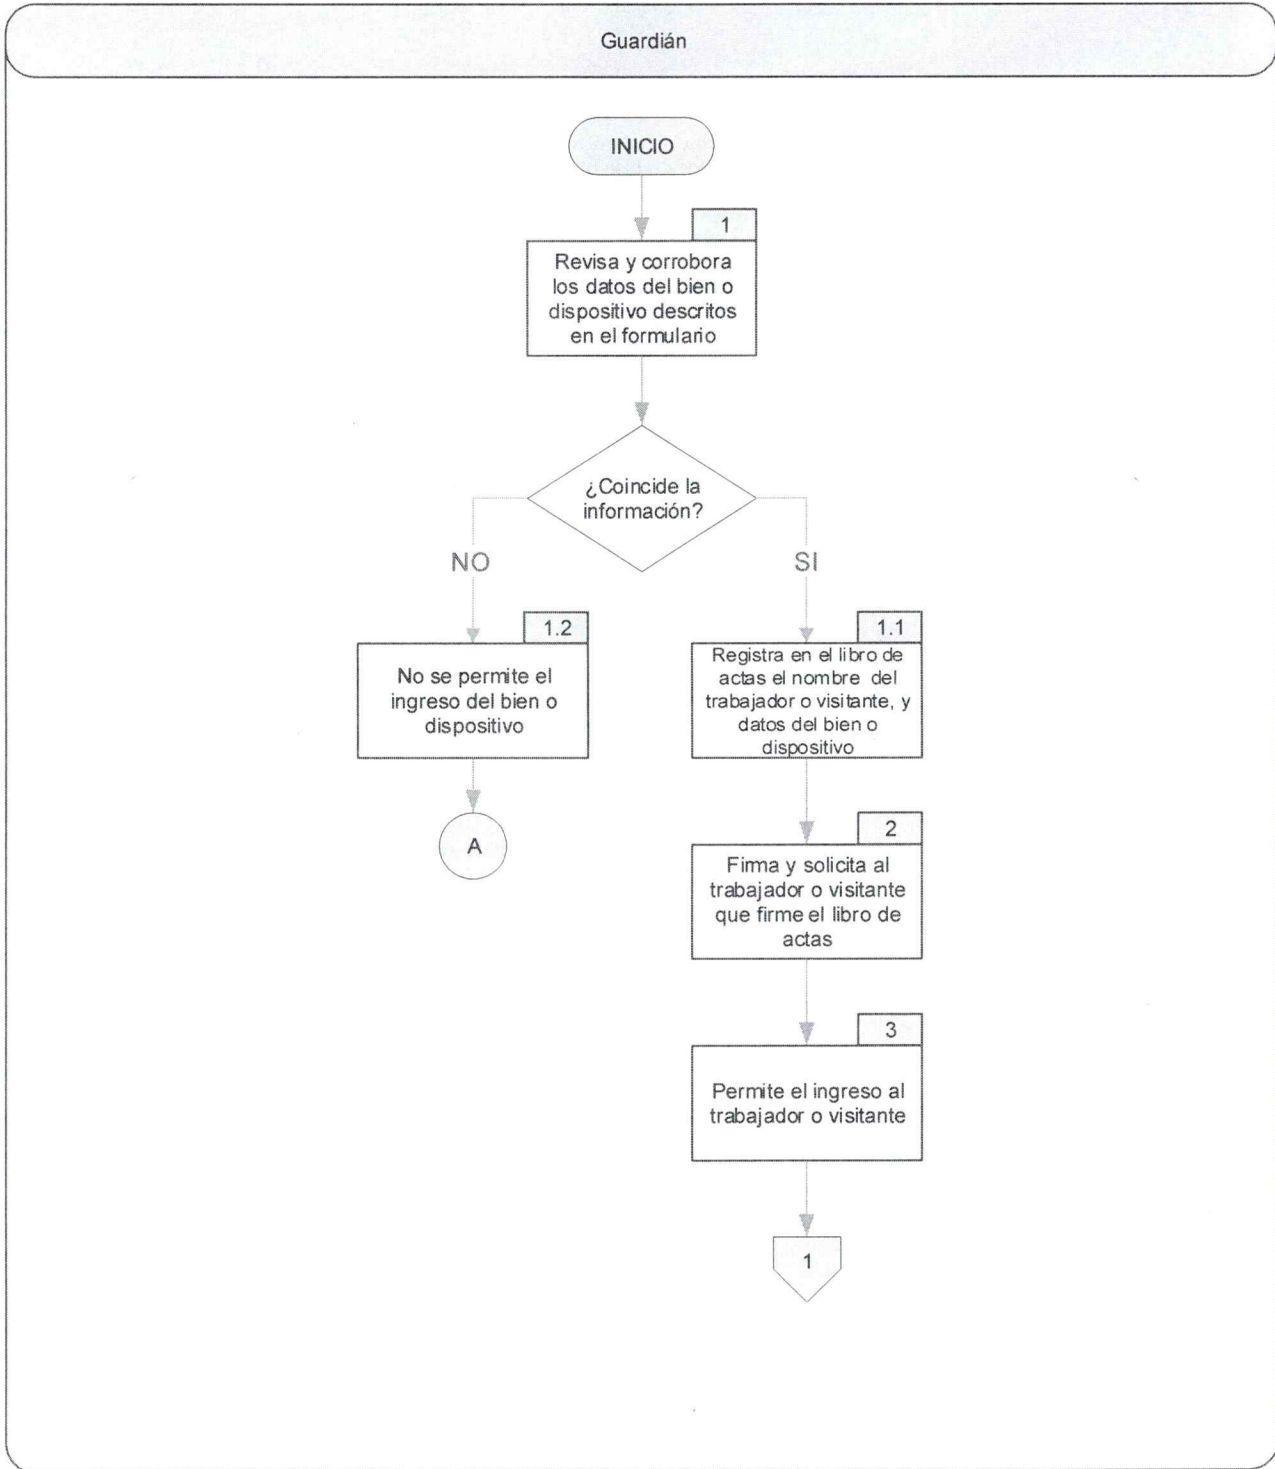 Guardián
INICIO
1
Revisa y corrobora
los datos del bien o
dispositivo descritos
en el formulario
¿Coincide la
información?
NO
SI
1.2
No se permite el
ingreso del bien o
dispositivo
A
1.1
Registra en el libro de
actas el nombre del
trabajador o visitante, y
datos del bien o
dispositivo
2
Firma y solicita al
trabajador o visitante
que firme el libro de
actas
3
Permite el ingreso al
trabajador o visitante
1